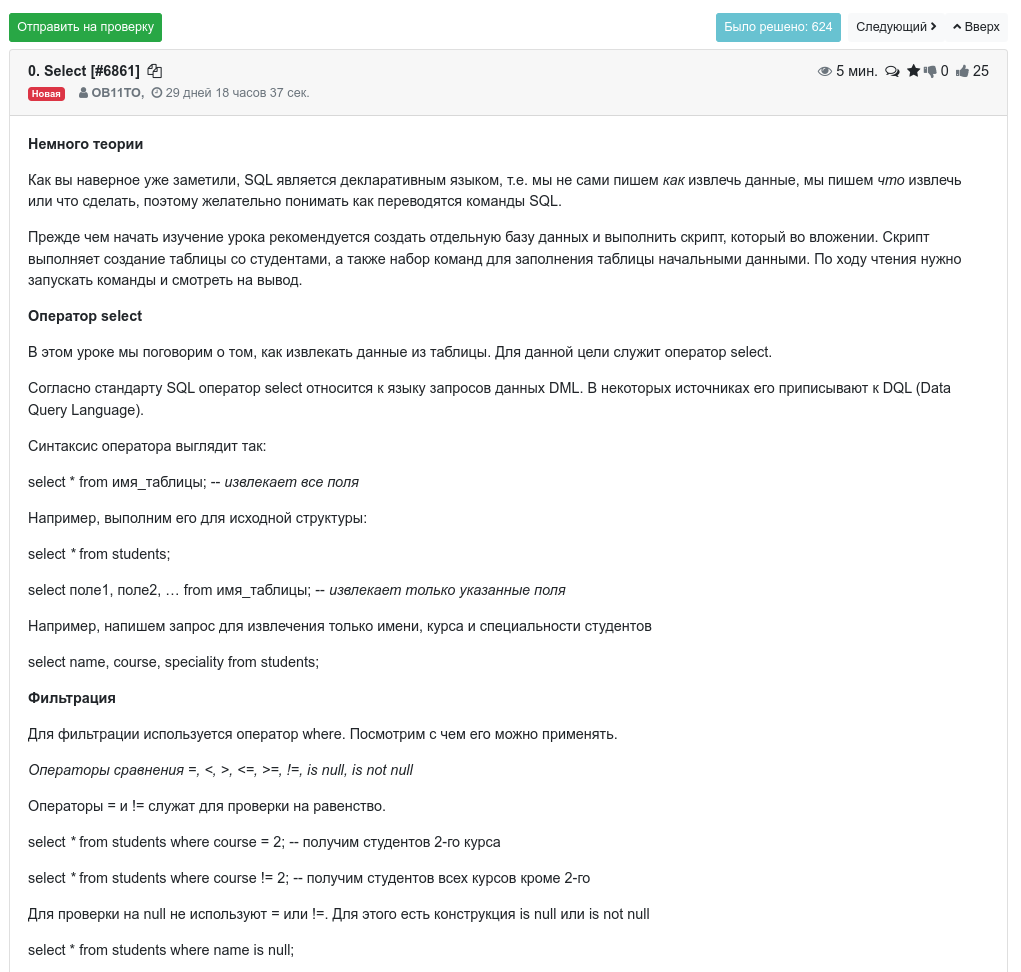 Отправить на проверку
Было решено: 624
Следующий
Вверх
0. Select [#6861]
5 мин. 0 25
Новая OB11TO, 29 дней 18 часов 37 сек.
Немного теории
Как вы наверное уже заметили, SQL является декларативным языком, т.е. мы не сами пишем как извлечь данные, мы пишем что извлечь
или что сделать, поэтому желательно понимать как переводятся команды SQL.
Прежде чем начать изучение урока рекомендуется создать отдельную базу данных и выполнить скрипт, который во вложении. Скрипт
выполняет создание таблицы со студентами, а также набор команд для заполнения таблицы начальными данными. По ходу чтения нужно
запускать команды и смотреть на вывод.
Оператор select
В этом уроке мы поговорим о том, как извлекать данные из таблицы. Для данной цели служит оператор select.
Согласно стандарту SQL оператор select относится к языку запросов данных DML. В некоторых источниках его приписывают к DQL (Data
Query Language).
Синтаксис оператора выглядит так:
select * from имя_таблицы; -- извлекает все поля
Например, выполним его для исходной структуры:
select * from students;
select поле1, поле2, … from имя_таблицы; -- извлекает только указанные поля
Например, напишем запрос для извлечения только имени, курса и специальности студентов
select name, course, speciality from students;
Фильтрация
Для фильтрации используется оператор where. Посмотрим с чем его можно применять.
Операторы сравнения =, <, >, <=, >=, !=, is null, is not null
Операторы = и != служат для проверки на равенство.
select * from students where course = 2; -- получим студентов 2-го курса
select * from students where course != 2; -- получим студентов всех курсов кроме 2-го
Для проверки на null не используют = или !=. Для этого есть конструкция is null или is not null
select * from students where name is null;